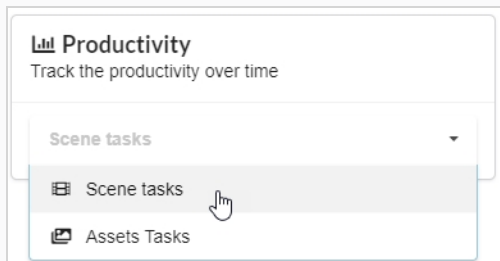 Productivity
Track the productivity over time
Scene tasks
Scene tasks
Assets Tasks